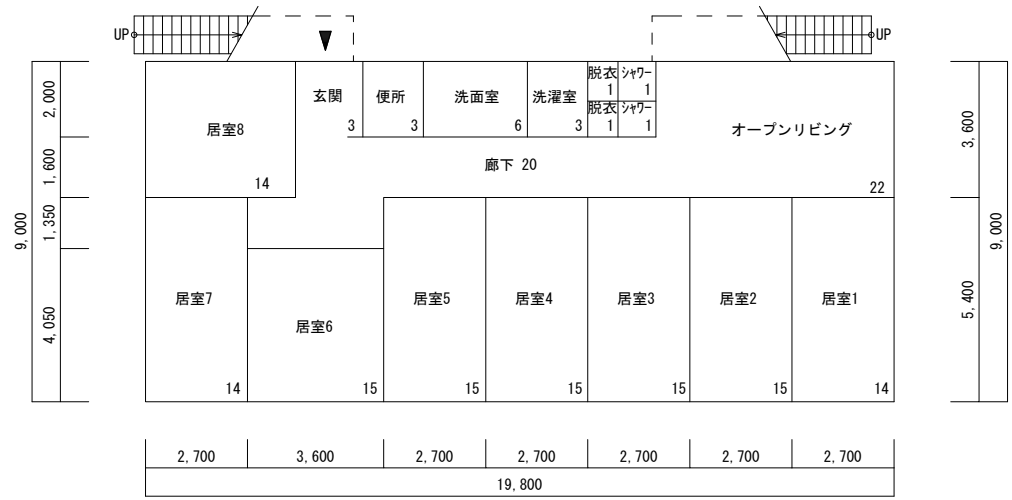 UP
UP
脱衣
1
シャワー
1
玄関
3
便所
3
洗面室
6
洗濯室
3
脱衣
1
シャワー
1
居室8
14
オープンリビング
22
廊下 20
居室7
14
居室6
15
居室5
15
居室4
15
居室3
15
居室2
15
居室1
14
9,000
2,000
1,600
1,350
4,050
3,600
5,400
9,000
2,700
3,600
2,700
2,700
2,700
2,700
2,700
19,800